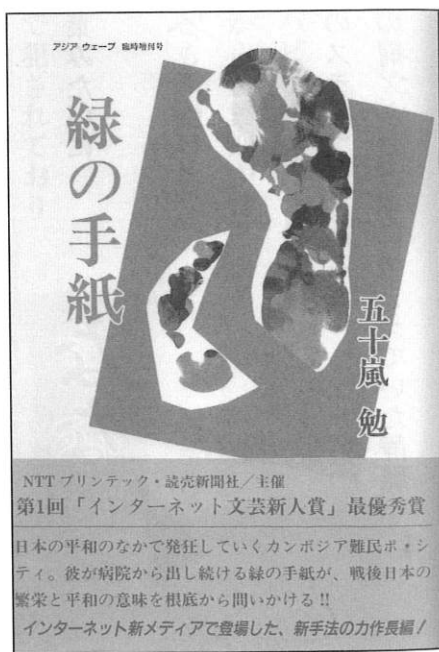 アジア ウェーブ 臨時増刊号
緑の手紙
五十嵐 勉
NTTプリンテック・読売新聞社／主催
第1回「インターネット文芸新人賞」最優秀賞
日本の平和のなかで発狂していくカンボジア難民ポ・シ
ティ。彼が病院から出し続ける緑の手紙が、戦後日本の
繁栄と平和の意味を根底から問いかける!!
インターネット新メディアで登場した、新手法の力作長編！